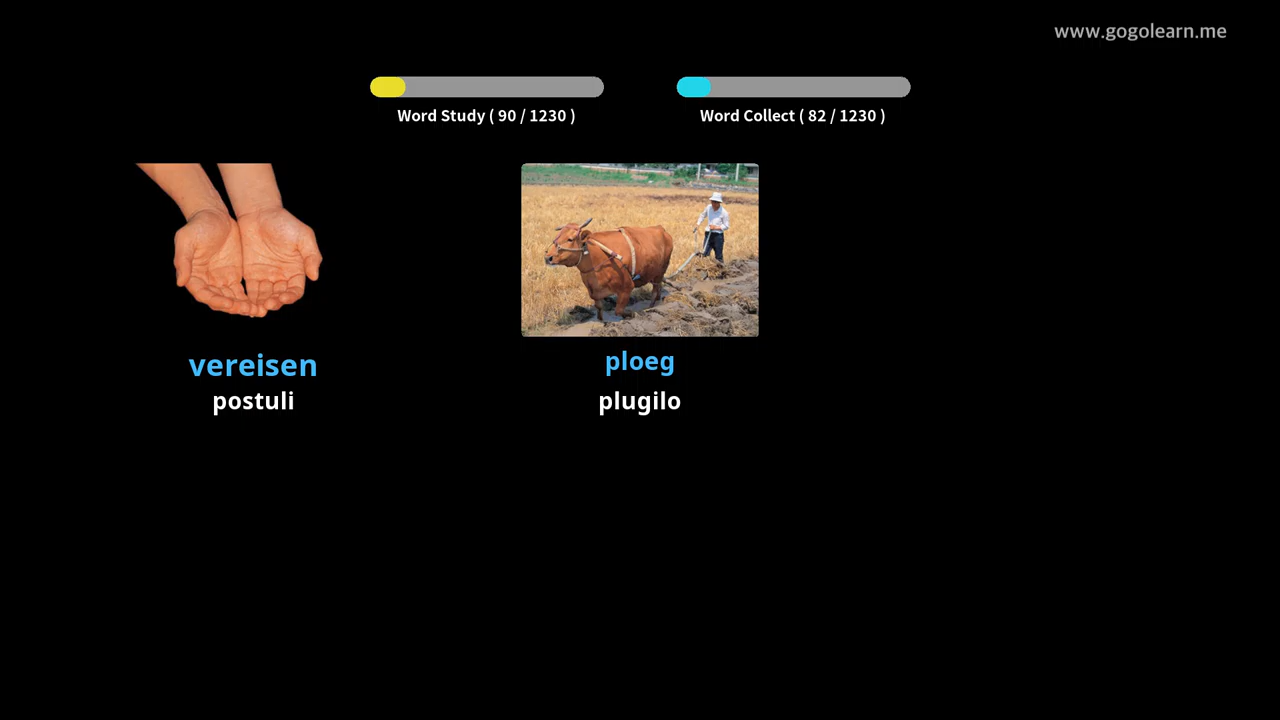 www.gogolearn.me
Word Study ( 90 / 1230 )
Word Collect ( 82 / 1230 )
vereisen
postuli
ploeg
plugilo